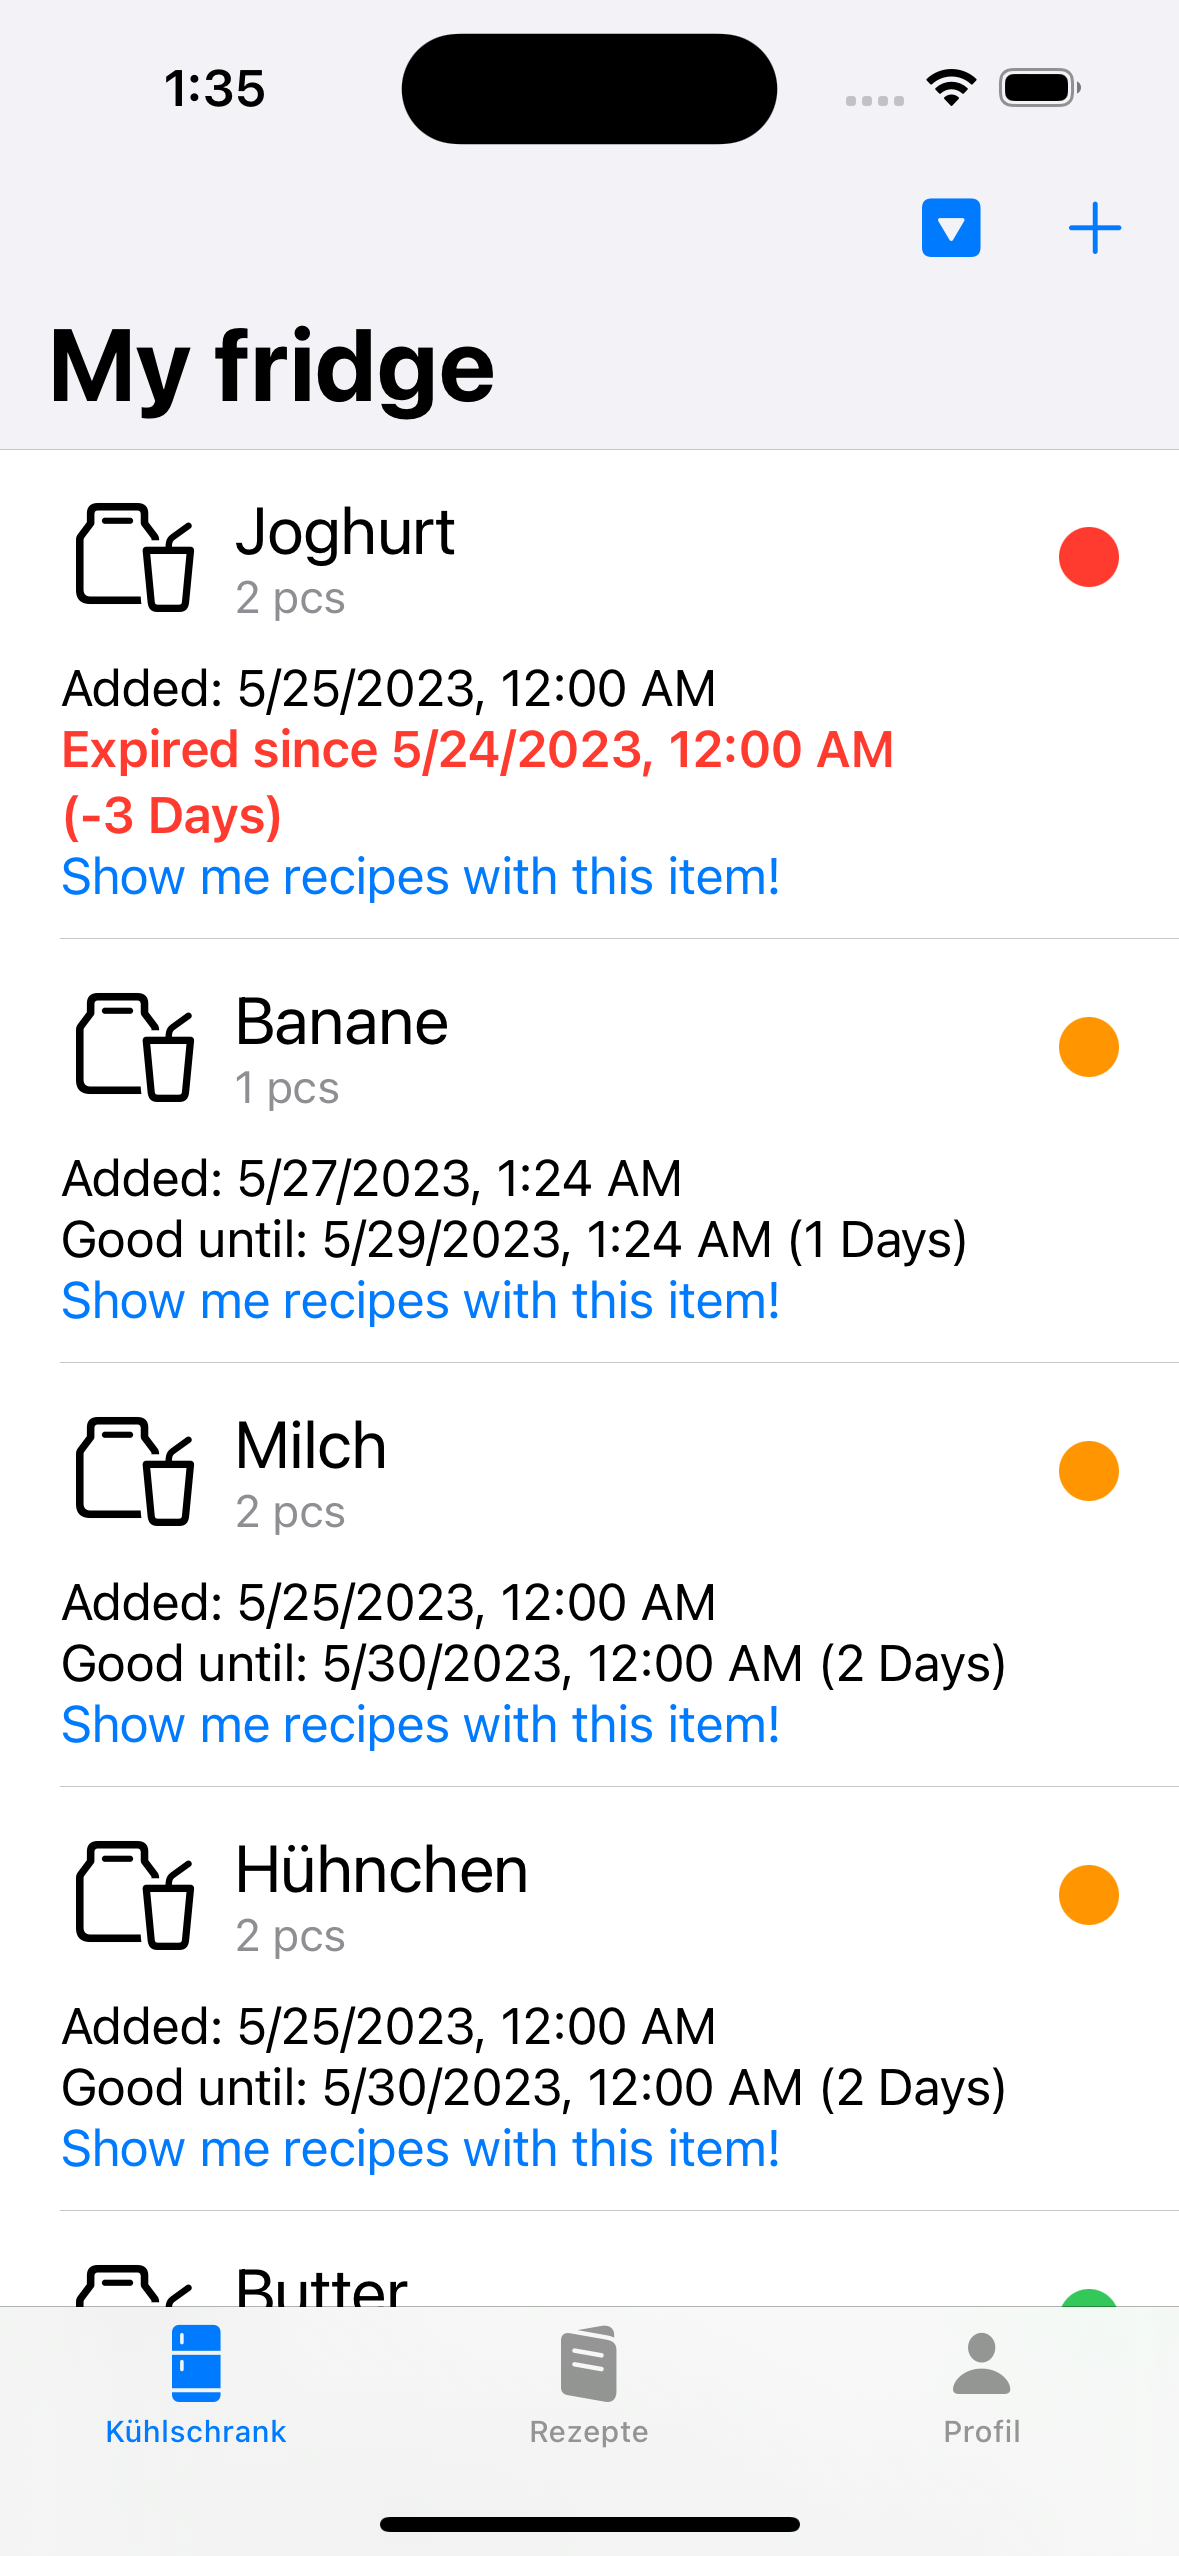 1:35
My fridge
Joghurt
2 pcs
Added: 5/25/2023, 12:00 AM
Expired since 5/24/2023, 12:00 AM
(-3 Days)
Show me recipes with this item!
Banane
1 pcs
Added: 5/27/2023, 1:24 AM
Good until: 5/29/2023, 1:24 AM (1 Days)
Show me recipes with this item!
Milch
2 pcs
Added: 5/25/2023, 12:00 AM
Good until: 5/30/2023, 12:00 AM (2 Days)
Show me recipes with this item!
Hühnchen
2 pcs
Added: 5/25/2023, 12:00 AM
Good until: 5/30/2023, 12:00 AM (2 Days)
Show me recipes with this item!
Butter
Kühlschrank
Rezepte
Profil